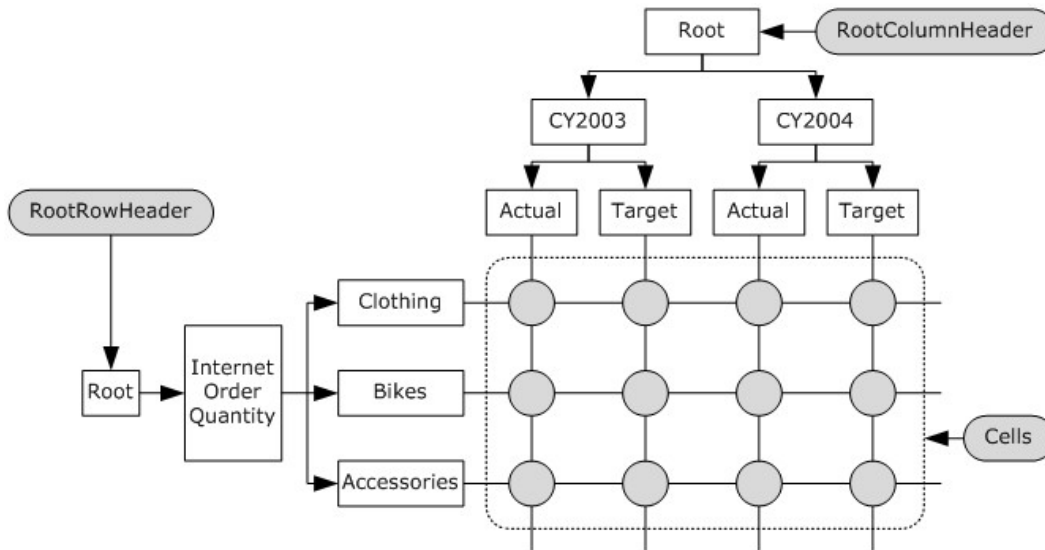 Root
RootColumnHeader
CY2003
CY2004
RootRowHeader
Actual
Target
Actual
Target
Clothing
Root
Internet
Order
Quantity
Bikes
Cells
Accessories